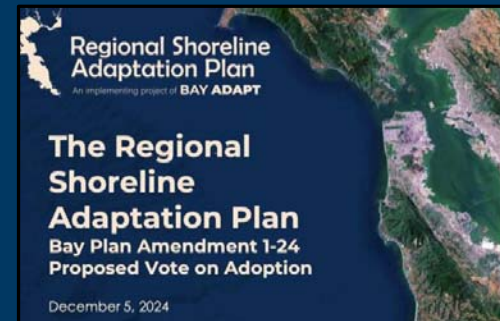 Regional Shoreline
Adaptation Plan
An implementing project of BAY ADAPT
The Regional
Shoreline
Adaptation Plan
Bay Plan Amendment 1-24
Proposed Vote on Adoption
December 5, 2024